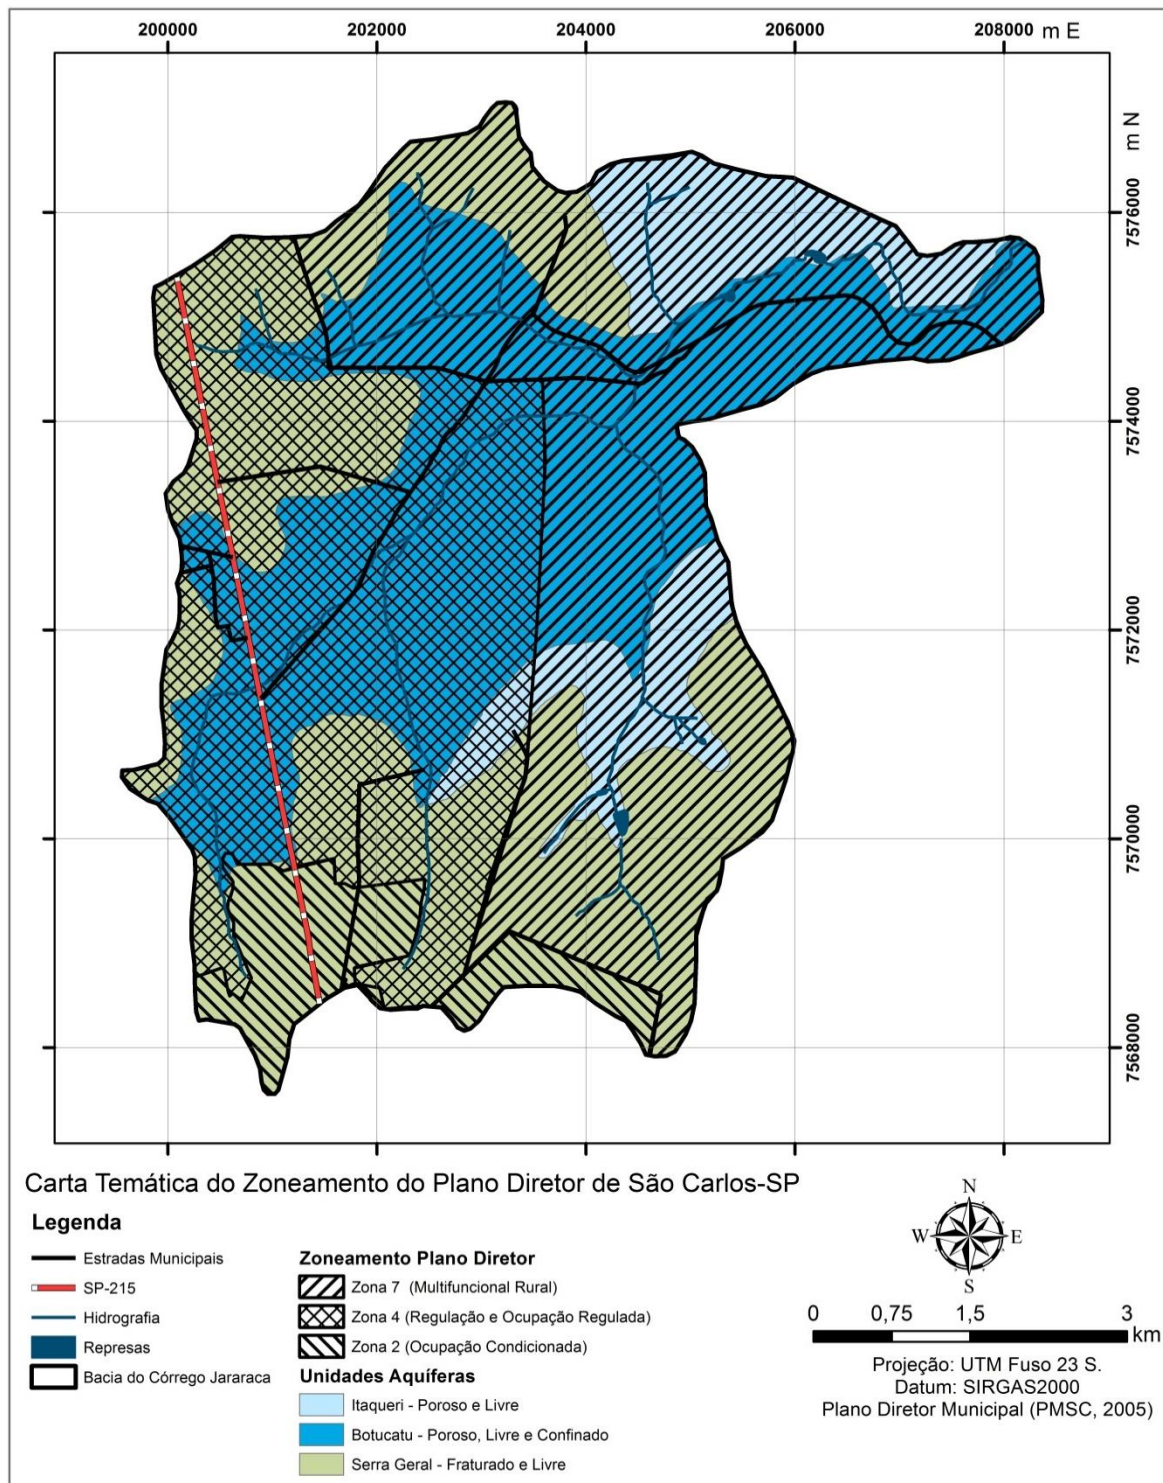 200000 202000 204000 206000 208000 m E
m N
7576000
7574000
7572000
7570000
7568000
Carta Temática do Zoneamento do Plano Diretor de São Carlos-SP
Legenda
Estradas Municipais
SP-215
Hidrografia
Represas
Bacia do Córrego Jararaca
Zoneamento Plano Diretor
Zona 7 (Multifuncional Rural)
Zona 4 (Regulação e Ocupação Regulada)
Zona 2 (Ocupação Condicionada)
Unidades Aquíferas
Itaqueri - Poroso e Livre
Botucatu - Poroso, Livre e Confinado
Serra Geral - Fraturado e Livre
N
W E
S
0 0,75 1,5 3
km
Projeção: UTM Fuso 23 S.
Datum: SIRGAS2000
Plano Diretor Municipal (PMSC, 2005)